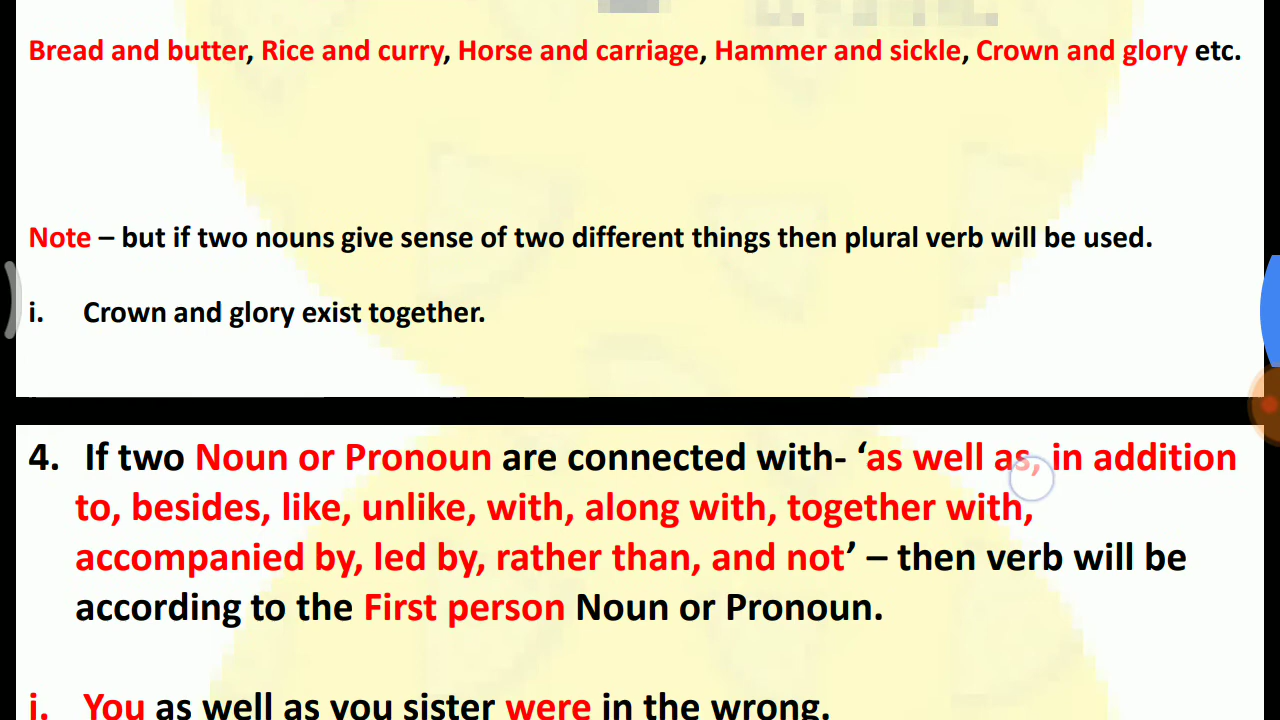 Bread and butter, Rice and curry, Horse and carriage, Hammer and sickle, Crown and glory etc.
Note – but if two nouns give sense of two different things then plural verb will be used.
i. Crown and glory exist together.
4. If two Noun or Pronoun are connected with- ‘as well as, in addition
to, besides, like, unlike, with, along with, together with,
accompanied by, led by, rather than, and not’ – then verb will be
according to the First person Noun or Pronoun.
i. You as well as you sister were in the wrong.